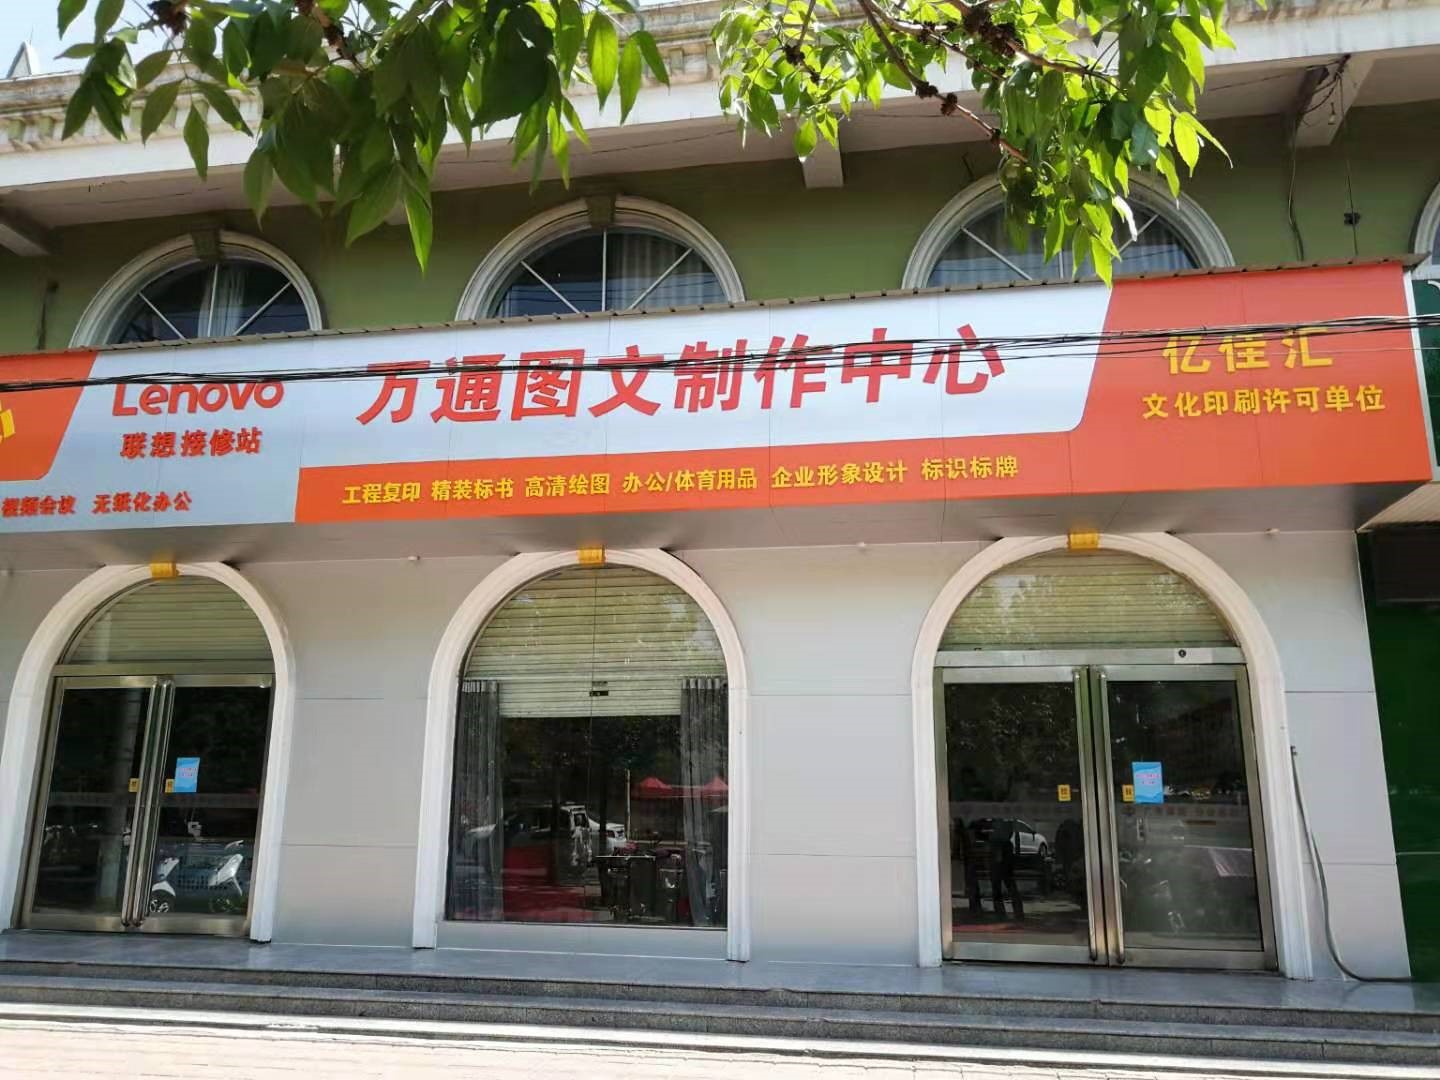 Lenovo
联想接修站
视频会议 无纸化办公
万通图文制作中心
工程复印 精装标书 高清绘图 办公/体育用品 企业形象设计 标识标牌
亿佳汇
文化印刷许可单位